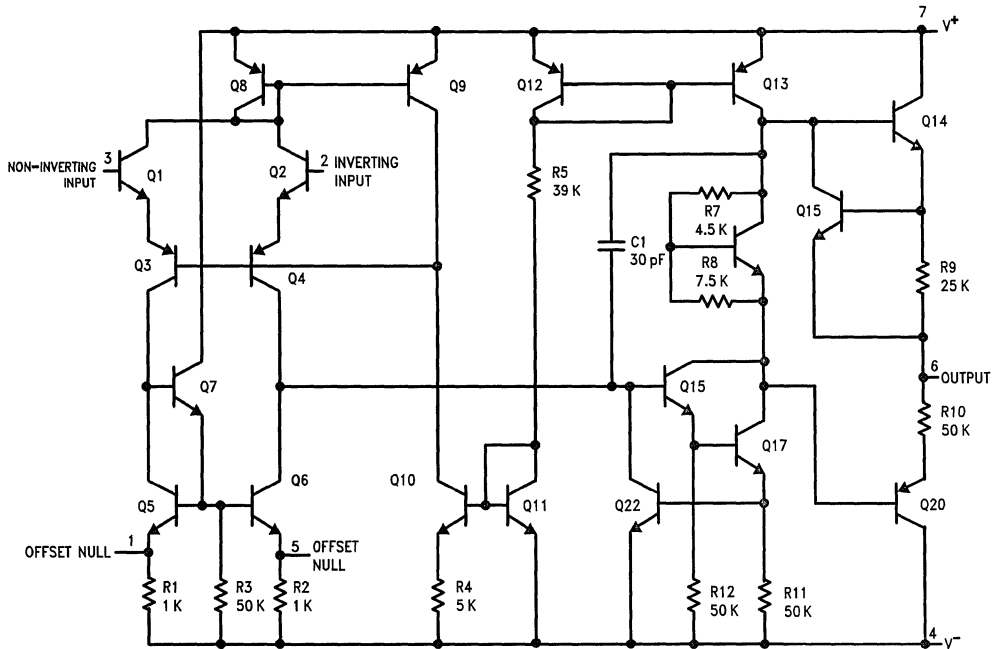 7
V+
Q8
Q9
Q12
Q13
Q14
3
NON-INVERTING
INPUT
Q1
Q2
2 INVERTING
INPUT
R5
39 K
R7
4.5 K
Q15
Q3
Q4
C1
30 pF
R8
7.5 K
R9
25 K
6
OUTPUT
Q7
Q15
R10
50 K
Q17
Q5
Q6
Q10
Q11
Q22
Q20
1
OFFSET NULL
5 OFFSET
NULL
R1
1 K
R3
50 K
R2
1 K
R4
5 K
R12
50 K
R11
50 K
4
V-